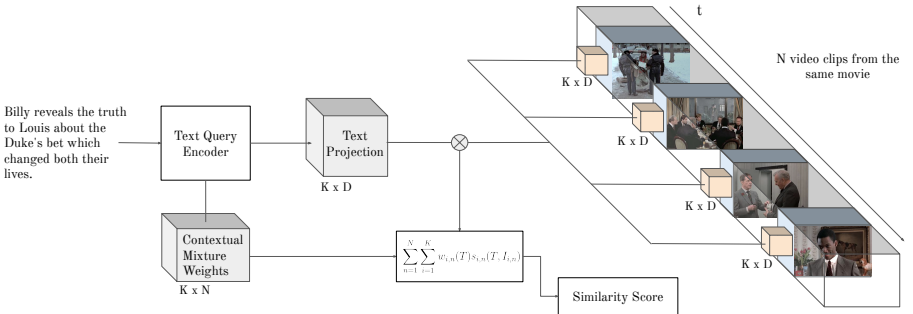 t
N video clips from the
same movie
K x D
Billy reveals the truth
to Louis about the
Duke's bet which
changed both their
lives.
Text Query
Encoder
Text
Projection
K x D
K x D
K x D
K x D
Contextual
Mixture
Weights
K x N
\sum_{n=1}^{N} \sum_{i=1}^{K} w_{i,n}(T) s_{i,n}(T, I_{i,n})
Similarity Score